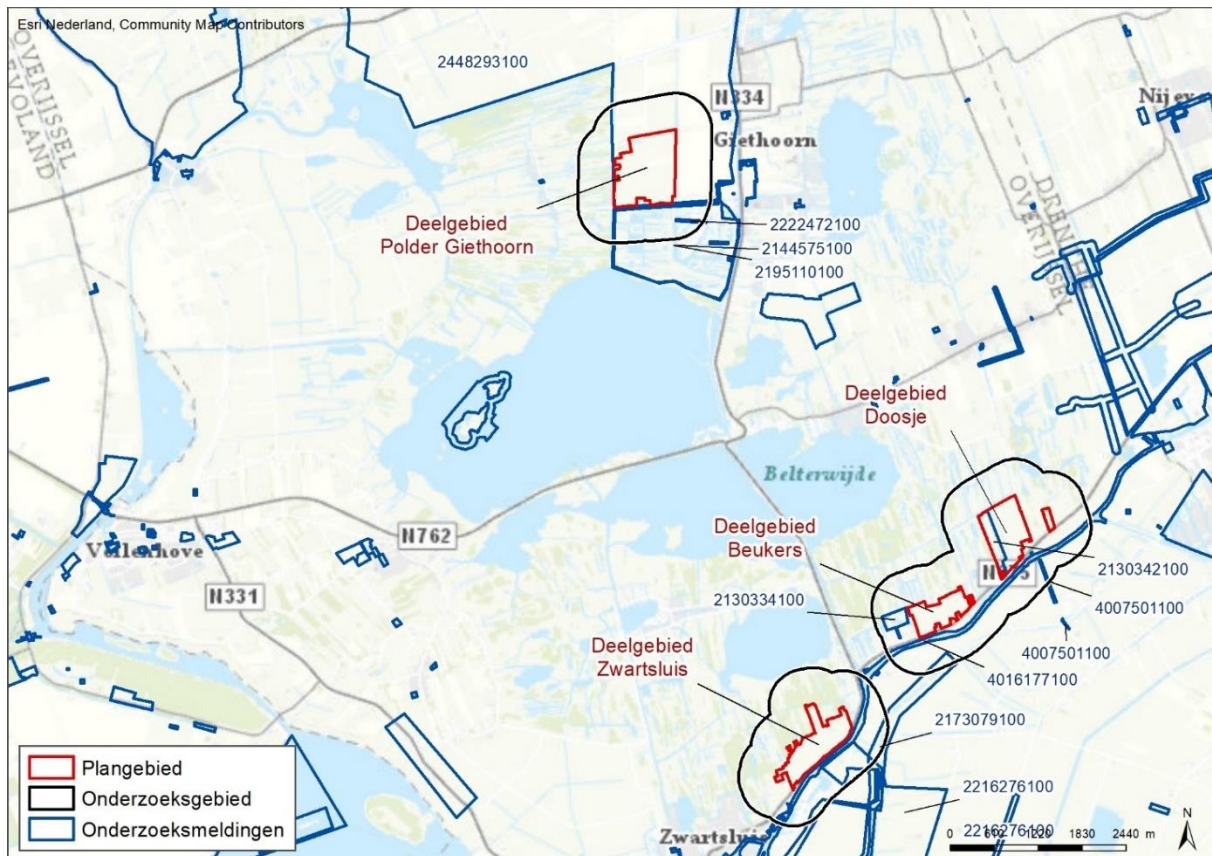 Esri Nederland, Community Map Contributors
OVERIJSSEL
2448293100
N334
Nijev
Giethoorn
DRENTHE
OVERIJSSEL
Deelgebied
Polder Giethoorn
2222472100
2144575100
2195110100
Deelgebied
Doosje
Belterwijde
Deelgebied
Beukers
N762
Vollenhove
N331
2130334100
2130342100
4007501100
4007501100
Deelgebied
Zwartsluis
4016177100
2173079100
2216276100
2216276100
Zwartsluis
Plangebied
Onderzoeksgebied
Onderzoeksmeldingen
N
0 610 1220 1830 2440 m